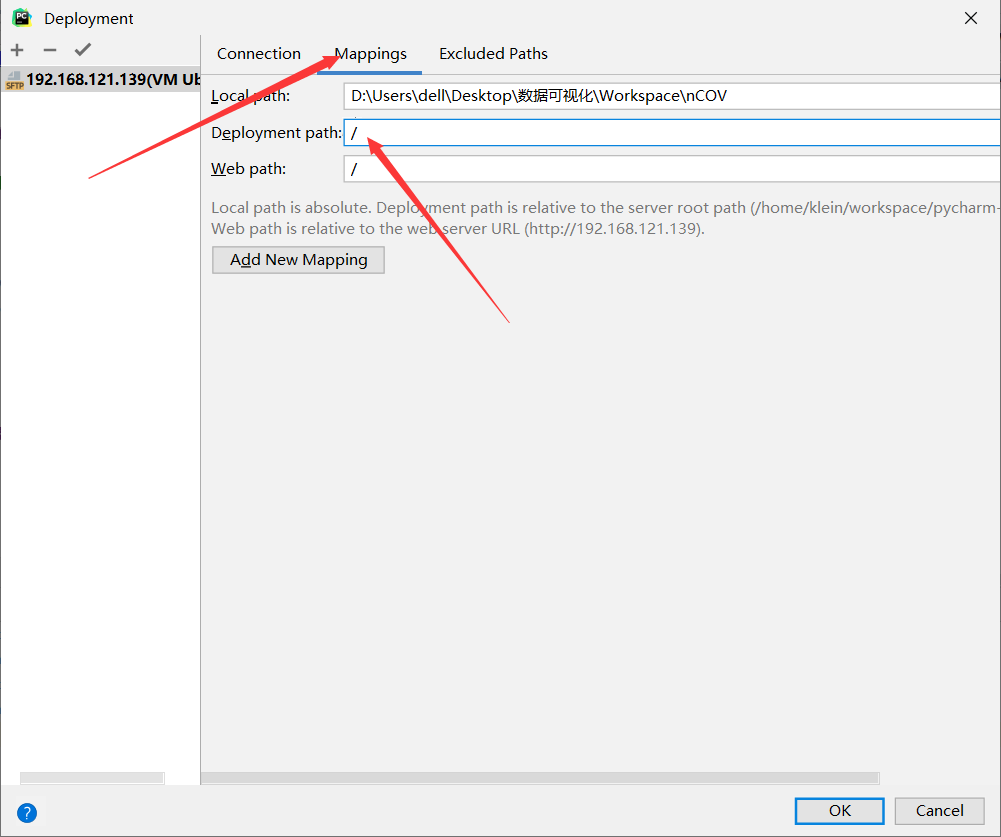 Deployment
Connection Mappings Excluded Paths
SFTP 192.168.121.139(VM Ub
Local path: D:\Users\dell\Desktop\数据可视化\Workspace\nCOV
Deployment path: /
Web path: /
Local path is absolute. Deployment path is relative to the server root path (/home/klein/workspace/pycharm-
Web path is relative to the web server URL (http://192.168.121.139).
Add New Mapping
? OK Cancel